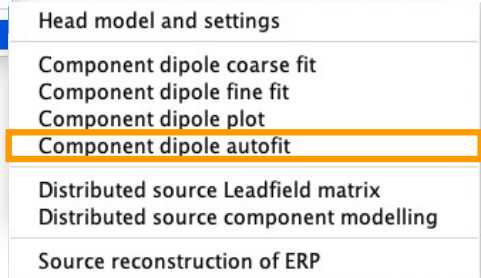 Head model and settings
Component dipole coarse fit
Component dipole fine fit
Component dipole plot
Component dipole autofit
Distributed source Leadfield matrix
Distributed source component modelling
Source reconstruction of ERP